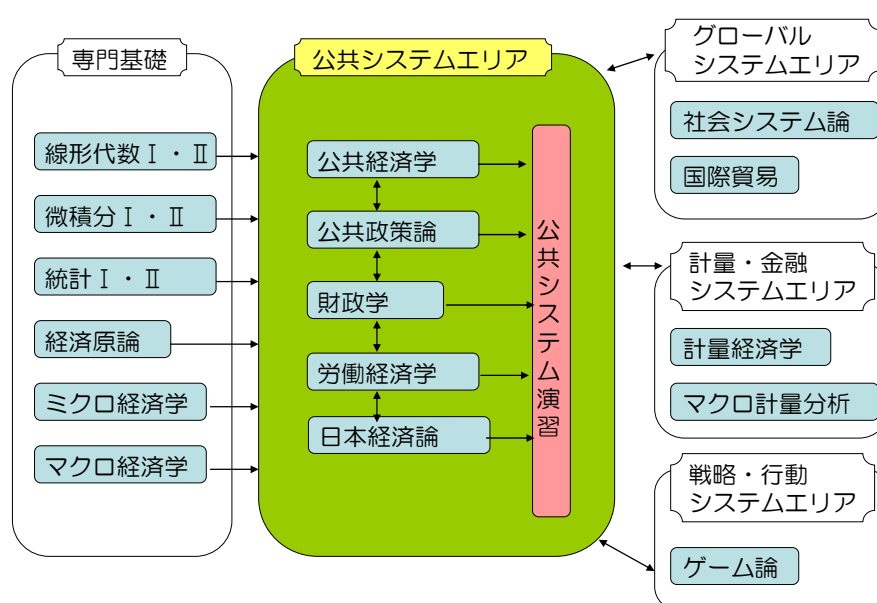 専門基礎
線形代数Ⅰ・Ⅱ
微積分Ⅰ・Ⅱ
統計Ⅰ・Ⅱ
経済原論
ミクロ経済学
マクロ経済学
公共システムエリア
公共経済学
公共政策論
財政学
労働経済学
日本経済論
公共システム演習
グローバル
システムエリア
社会システム論
国際貿易
計量・金融
システムエリア
計量経済学
マクロ計量分析
戦略・行動
システムエリア
ゲーム論